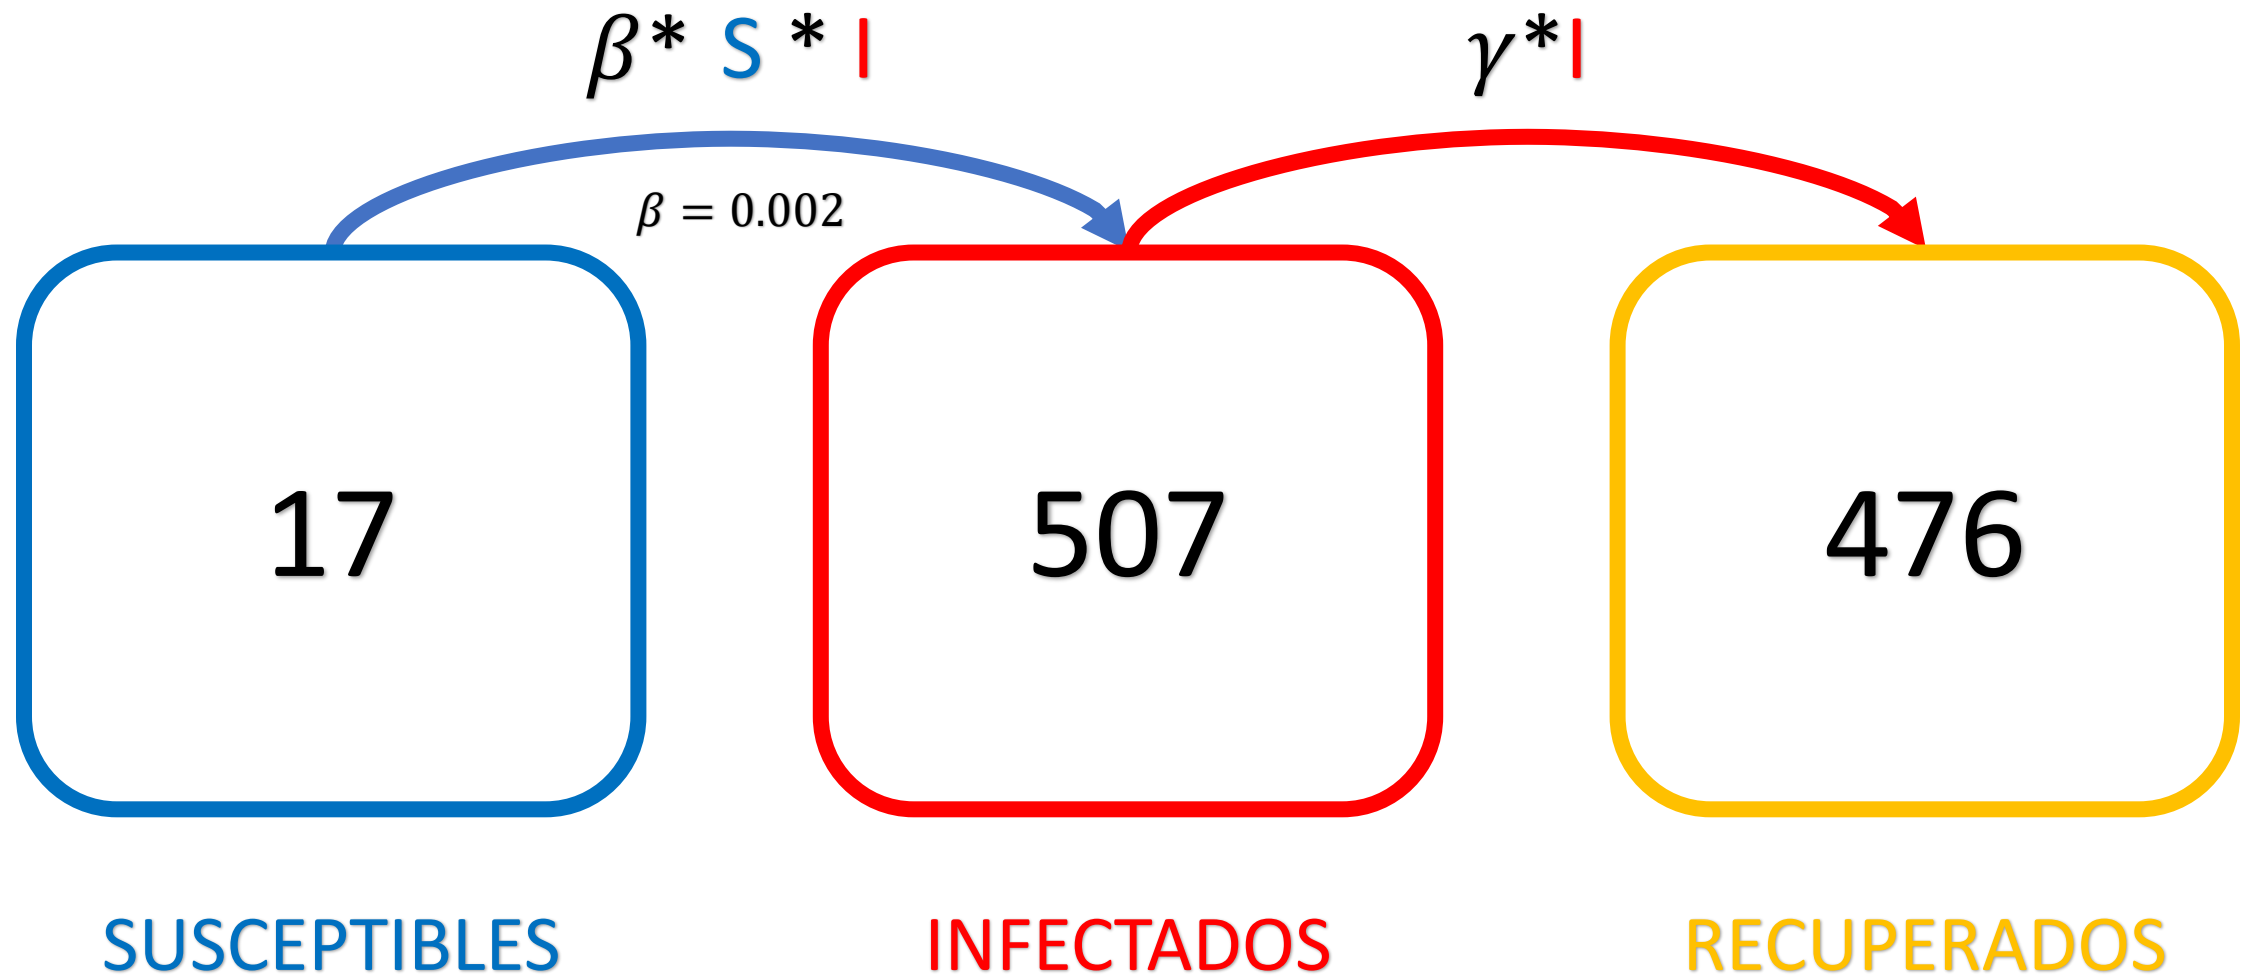 β* S * I
γ*I
β = 0.002
17
507
476
SUSCEPTIBLES
INFECTADOS
RECUPERADOS